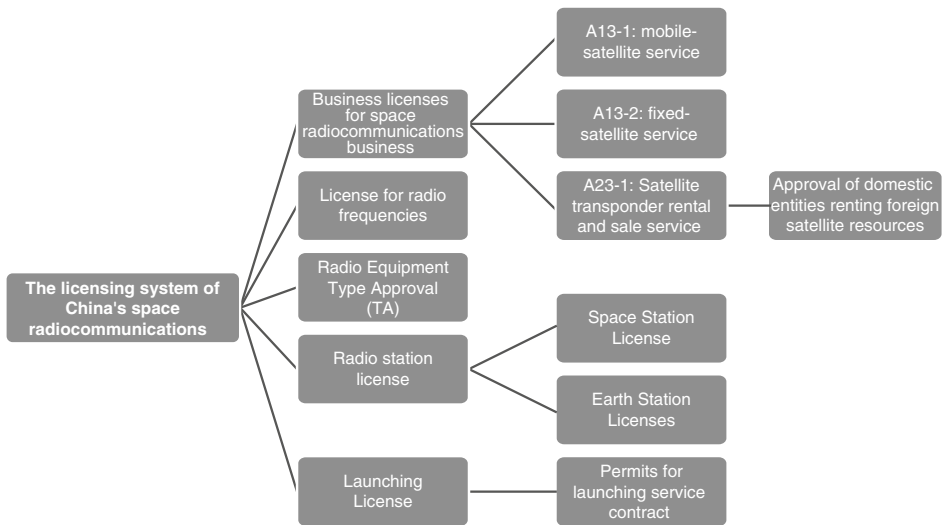 The licensing system of
China's space
radiocommunications
Business licenses
for space
radiocommunications
business
License for radio
frequencies
Radio Equipment
Type Approval
(TA)
Radio station
license
Launching
License
A13-1: mobile-
satellite service
A13-2: fixed-
satellite service
A23-1: Satellite
transponder rental
and sale service
Space Station
License
Earth Station
Licenses
Permits for
launching service
contract
Approval of domestic
entities renting foreign
satellite resources